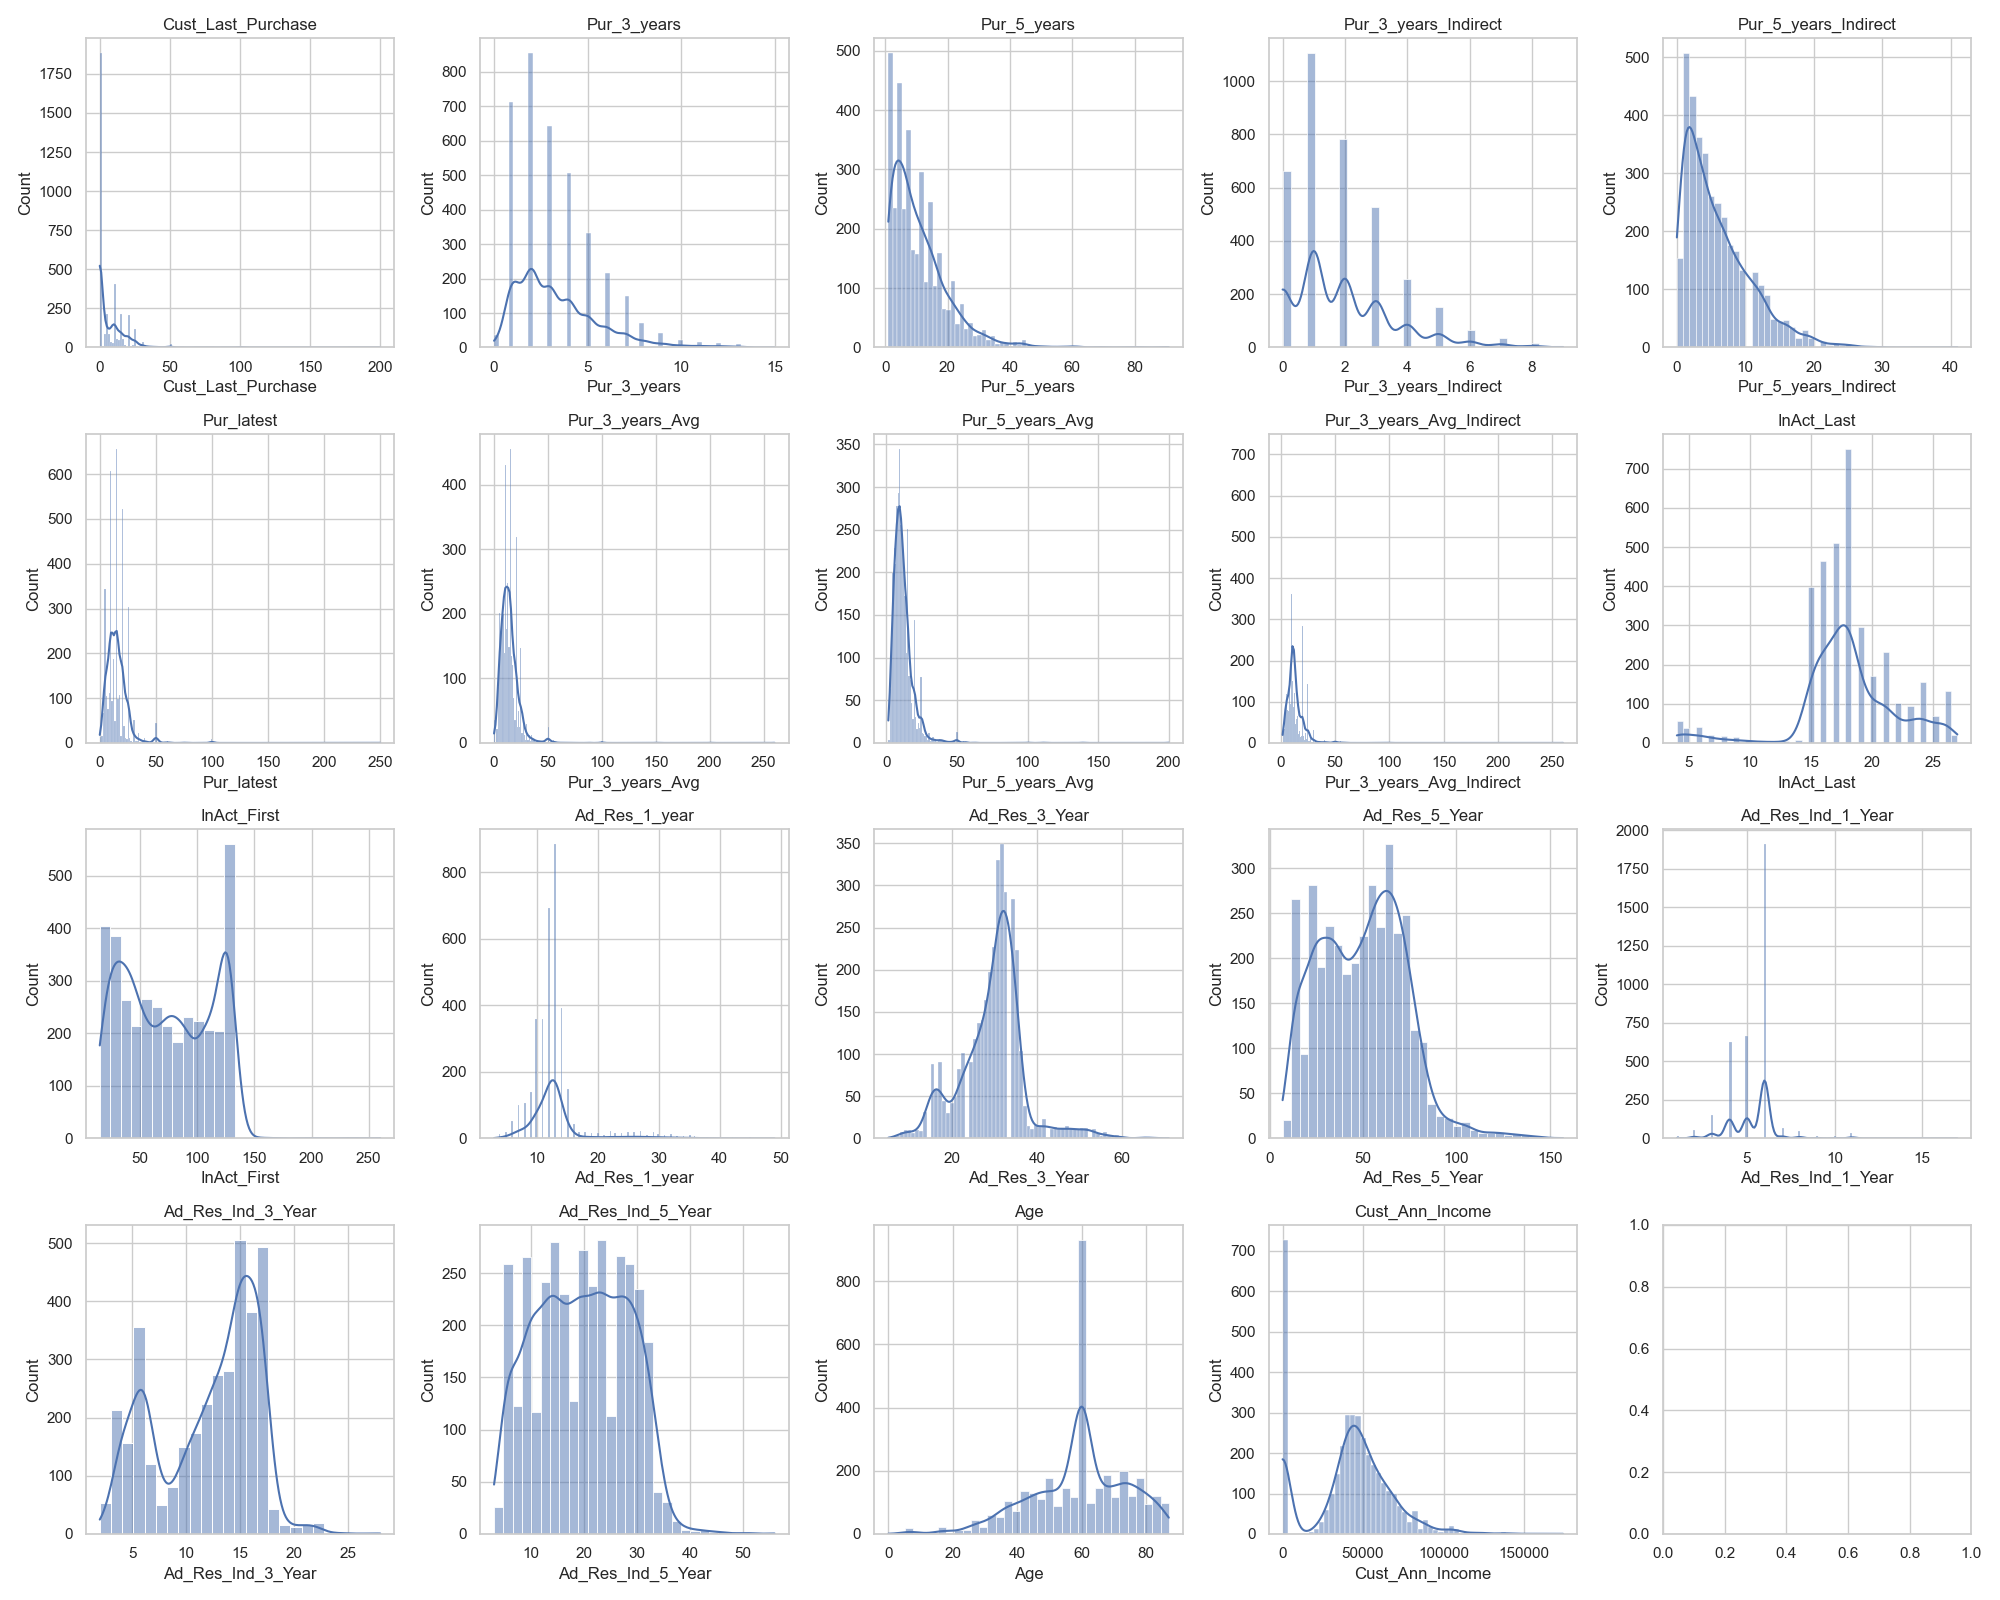 Cust_Last_Purchase
Count
1750
1500
1250
1000
750
500
250
0
0 50 100 150 200
Cust_Last_Purchase
Pur_3_years
Count
800
700
600
500
400
300
200
100
0
0 5 10 15
Pur_3_years
Pur_5_years
Count
500
400
300
200
100
0
0 20 40 60 80
Pur_5_years
Pur_3_years_Indirect
Count
1000
800
600
400
200
0
0 2 4 6 8
Pur_3_years_Indirect
Pur_5_years_Indirect
Count
500
400
300
200
100
0
0 10 20 30 40
Pur_5_years_Indirect
Pur_latest
Count
600
500
400
300
200
100
0
0 50 100 150 200 250
Pur_latest
Pur_3_years_Avg
Count
400
300
200
100
0
0 50 100 150 200 250
Pur_3_years_Avg
Pur_5_years_Avg
Count
350
300
250
200
150
100
50
0
0 50 100 150 200
Pur_5_years_Avg
Pur_3_years_Avg_Indirect
Count
700
600
500
400
300
200
100
0
0 50 100 150 200 250
Pur_3_years_Avg_Indirect
InAct_Last
Count
700
600
500
400
300
200
100
0
5 10 15 20 25
InAct_Last
InAct_First
Count
500
400
300
200
100
0
50 100 150 200 250
InAct_First
Ad_Res_1_year
Count
800
600
400
200
0
10 20 30 40 50
Ad_Res_1_year
Ad_Res_3_Year
Count
350
300
250
200
150
100
50
0
20 40 60
Ad_Res_3_Year
Ad_Res_5_Year
Count
300
250
200
150
100
50
0
0 50 100 150
Ad_Res_5_Year
Ad_Res_Ind_1_Year
Count
2000
1750
1500
1250
1000
750
500
250
0
5 10 15
Ad_Res_Ind_1_Year
Ad_Res_Ind_3_Year
Count
500
400
300
200
100
0
5 10 15 20 25
Ad_Res_Ind_3_Year
Ad_Res_Ind_5_Year
Count
250
200
150
100
50
0
10 20 30 40 50
Ad_Res_Ind_5_Year
Age
Count
800
600
400
200
0
0 20 40 60 80
Age
Cust_Ann_Income
Count
700
600
500
400
300
200
100
0
0 50000 100000 150000
Cust_Ann_Income
1.0
0.8
0.6
0.4
0.2
0.0
0.0 0.2 0.4 0.6 0.8 1.0